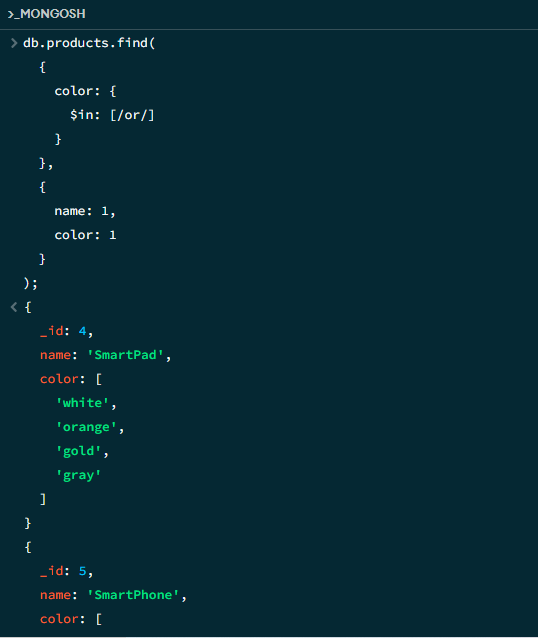 >_MONGOSH
> db.products.find(
{
color: {
$in: [/or/]
}
},
{
name: 1,
color: 1
}
);
< {
_id: 4,
name: 'SmartPad',
color: [
'white',
'orange',
'gold',
'gray'
]
}
{
_id: 5,
name: 'SmartPhone',
color: [